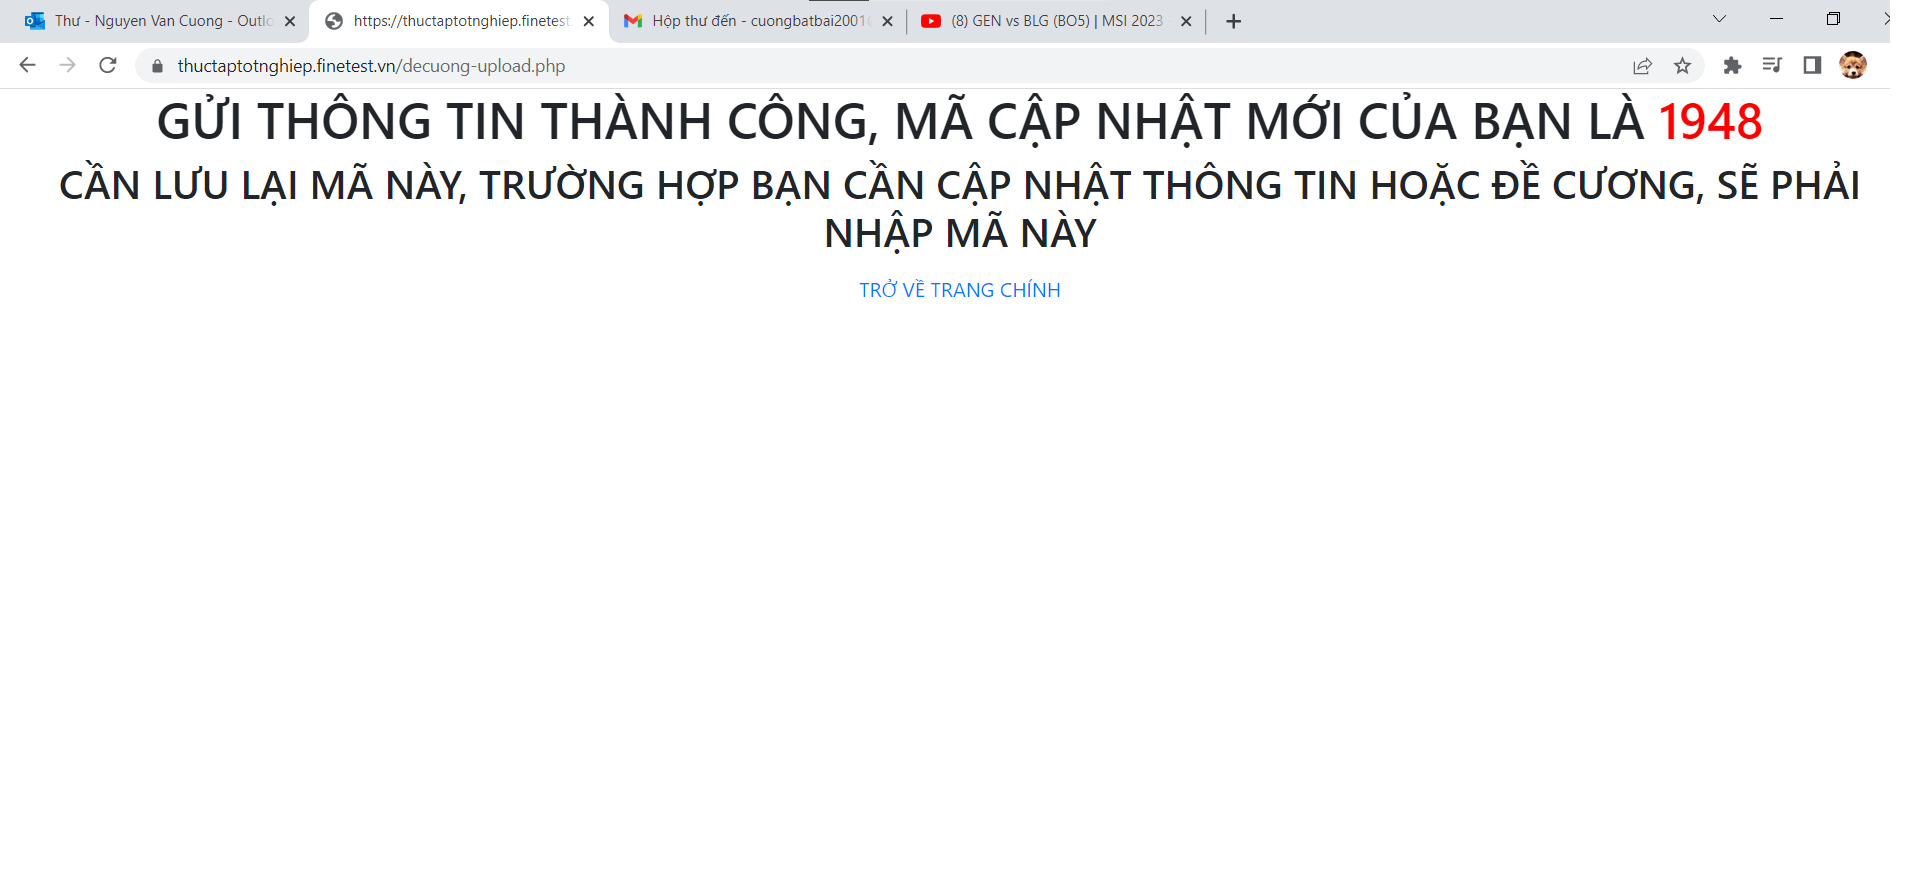 Thư - Nguyen Van Cuong - Outlo
https://thuctaptotnghiep.finetest
Hộp thư đến - cuongbatbai2001
(8) GEN vs BLG (BO5) | MSI 2023
thuctaptotnghiep.finetest.vn/decuong-upload.php
GỬI THÔNG TIN THÀNH CÔNG, MÃ CẬP NHẬT MỚI CỦA BẠN LÀ 1948
CẦN LƯU LẠI MÃ NÀY, TRƯỜNG HỢP BẠN CẦN CẬP NHẬT THÔNG TIN HOẶC ĐỀ CƯƠNG, SẼ PHẢI
NHẬP MÃ NÀY
TRỞ VỀ TRANG CHÍNH